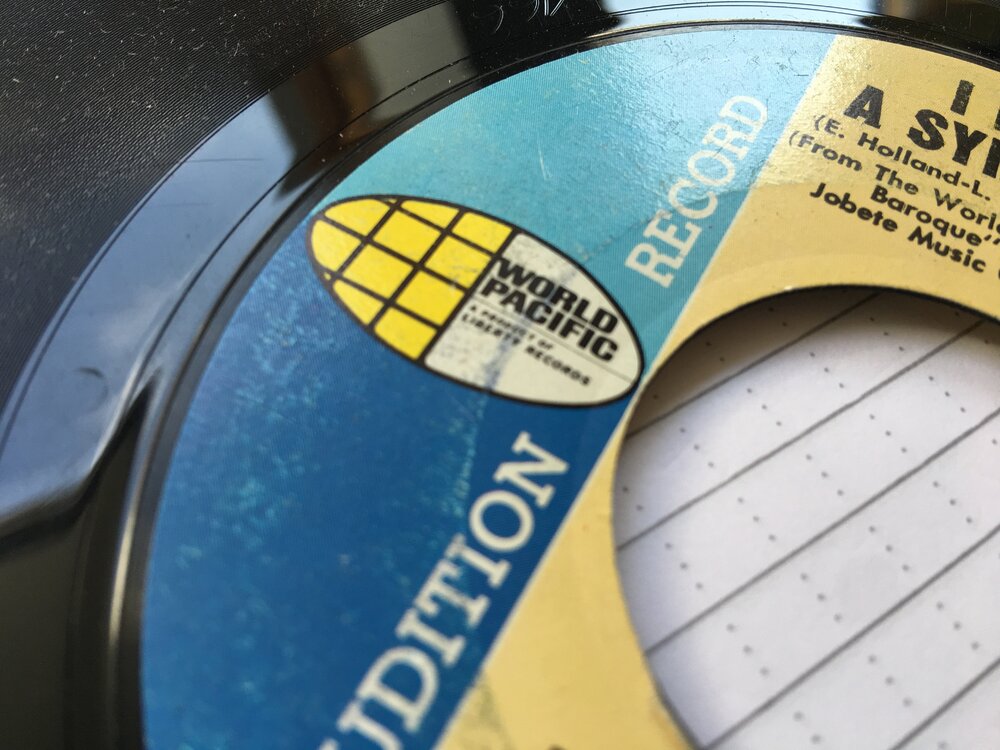 I
A SYM
(E. Holland-L.
(From The World
Baroque"
Jobete Music
RECORD
WORLD
PACIFIC
A PRODUCT OF
LIBERTY RECORDS
UDITION